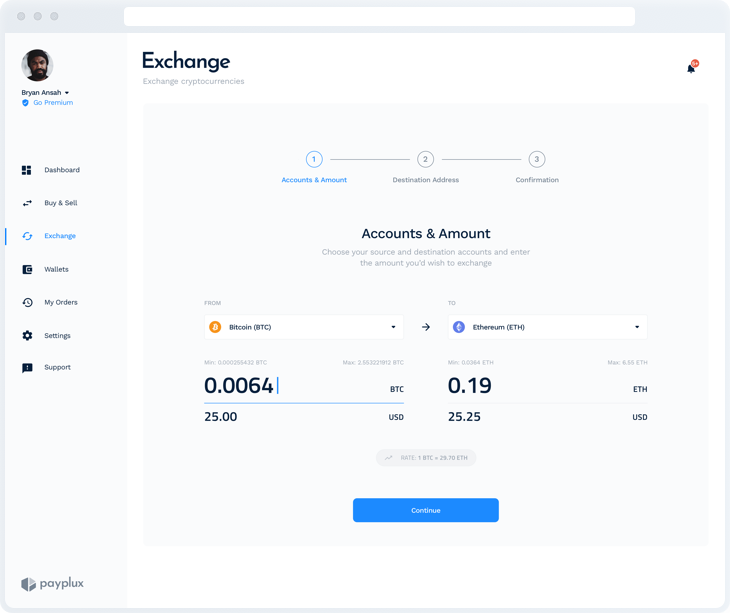 Exchange
Exchange cryptocurrencies
Bryan Ansah
Go Premium
Dashboard
Buy & Sell
Exchange
Wallets
My Orders
Settings
Support
payplux
1
2
3
Accounts & Amount
Destination Address
Confirmation
Accounts & Amount
Choose your source and destination accounts and enter
the amount you'd wish to exchange
FROM
TO
Bitcoin (BTC)
Ethereum (ETH)
Min: 0.000255432 BTC
Max: 2.553221912 BTC
Min: 0.0384 ETH
Max: 6.55 ETH
0.0064
BTC
0.19
ETH
25.00
USD
25.25
USD
RATE: 1 BTC = 29.70 ETH
Continue